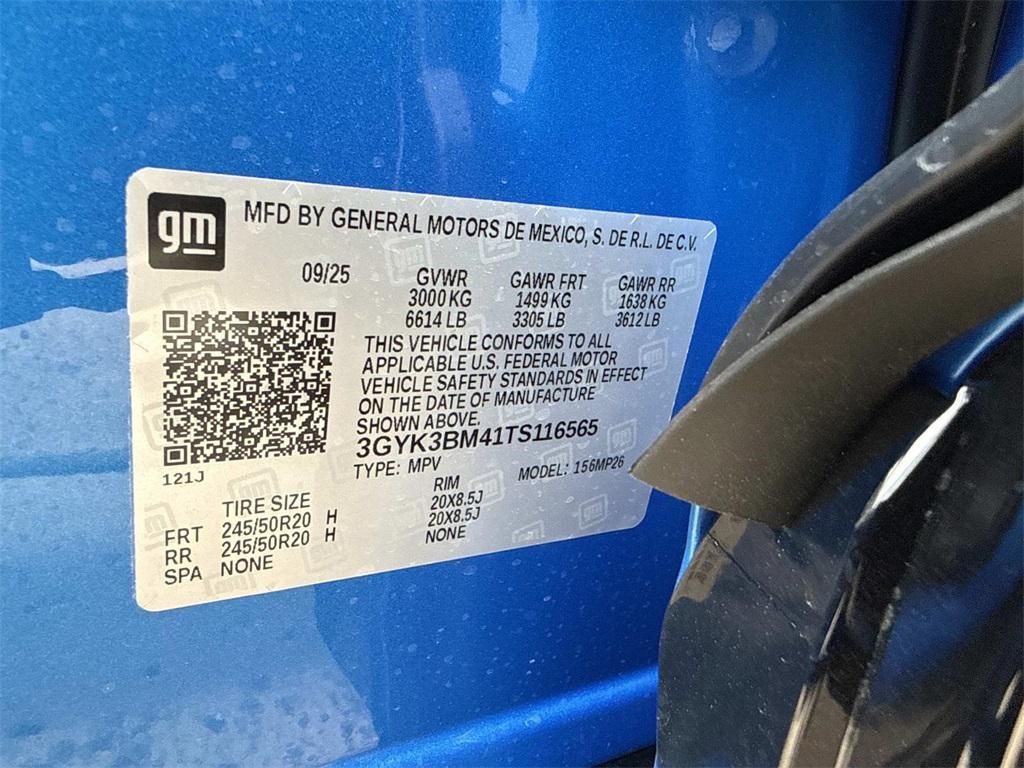 gm
MFD BY GENERAL MOTORS DE MEXICO, S. DE R.L. DE C.V.
09/25 GVWR GAWR FRT GAWR RR
3000 KG 1499 KG 1638 KG
6614 LB 3305 LB 3612 LB
THIS VEHICLE CONFORMS TO ALL
APPLICABLE U.S. FEDERAL MOTOR
VEHICLE SAFETY STANDARDS IN EFFECT
ON THE DATE OF MANUFACTURE
SHOWN ABOVE.
3GYK3BM41TS116565
121J TYPE: MPV MODEL: 156MP26
TIRE SIZE RIM
FRT 245/50R20 H 20X8.5J
RR 245/50R20 H 20X8.5J
SPA NONE NONE